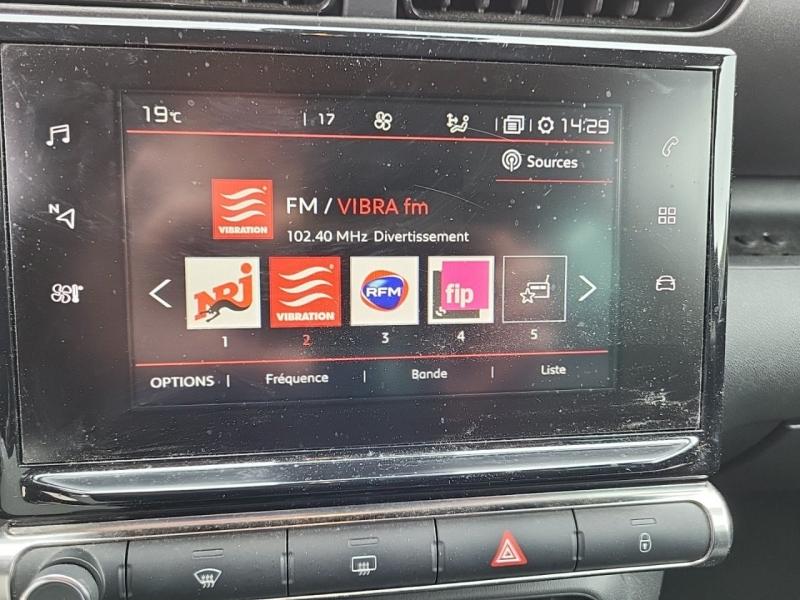 19°C | 17 14:29
Sources
N
FM / VIBRA fm
VIBRATION
102.40 MHz Divertissement
NRJ VIBRATION RFM fip
1 2 3 4 5
OPTIONS | Fréquence | Bande | Liste